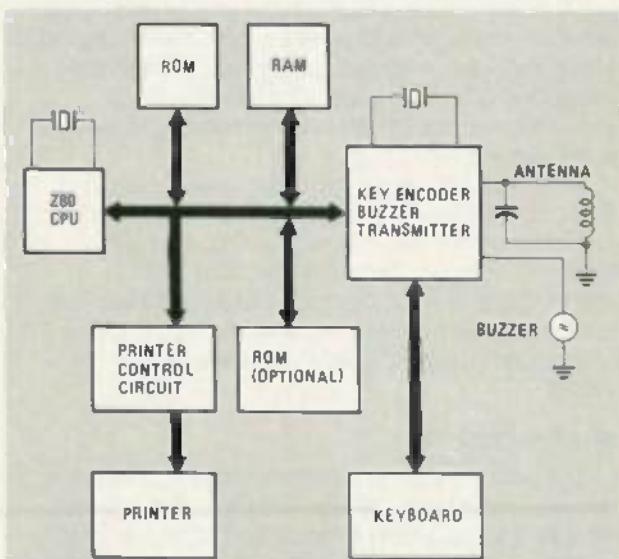 ROM
RAM
Z80
CPU
KEY ENCODER
BUZZER
TRANSMITTER
ANTENNA
BUZZER
PRINTER
CONTROL
CIRCUIT
ROM
(OPTIONAL)
PRINTER
KEYBOARD